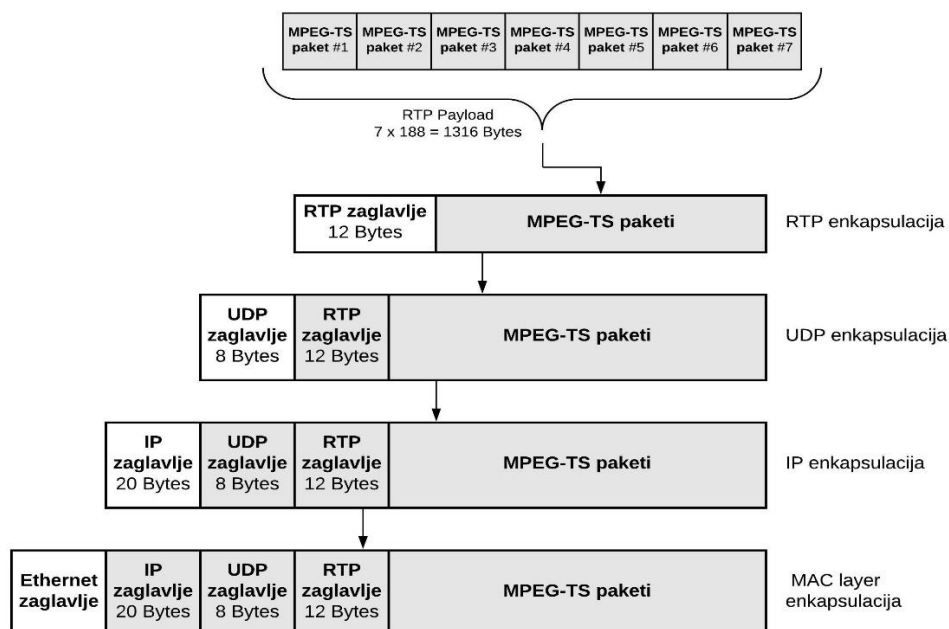 MPEG-TS paket #1
MPEG-TS paket #2
MPEG-TS paket #3
MPEG-TS paket #4
MPEG-TS paket #5
MPEG-TS paket #6
MPEG-TS paket #7
RTP Payload
7 x 188 = 1316 Bytes
RTP zaglavlje
12 Bytes
MPEG-TS paketi
RTP enkapsulacija
UDP
zaglavlje
8 Bytes
RTP
zaglavlje
12 Bytes
MPEG-TS paketi
UDP enkapsulacija
IP
zaglavlje
20 Bytes
UDP
zaglavlje
8 Bytes
RTP
zaglavlje
12 Bytes
MPEG-TS paketi
IP enkapsulacija
Ethernet
zaglavlje
IP
zaglavlje
20 Bytes
UDP
zaglavlje
8 Bytes
RTP
zaglavlje
12 Bytes
MPEG-TS paketi
MAC layer
enkapsulacija